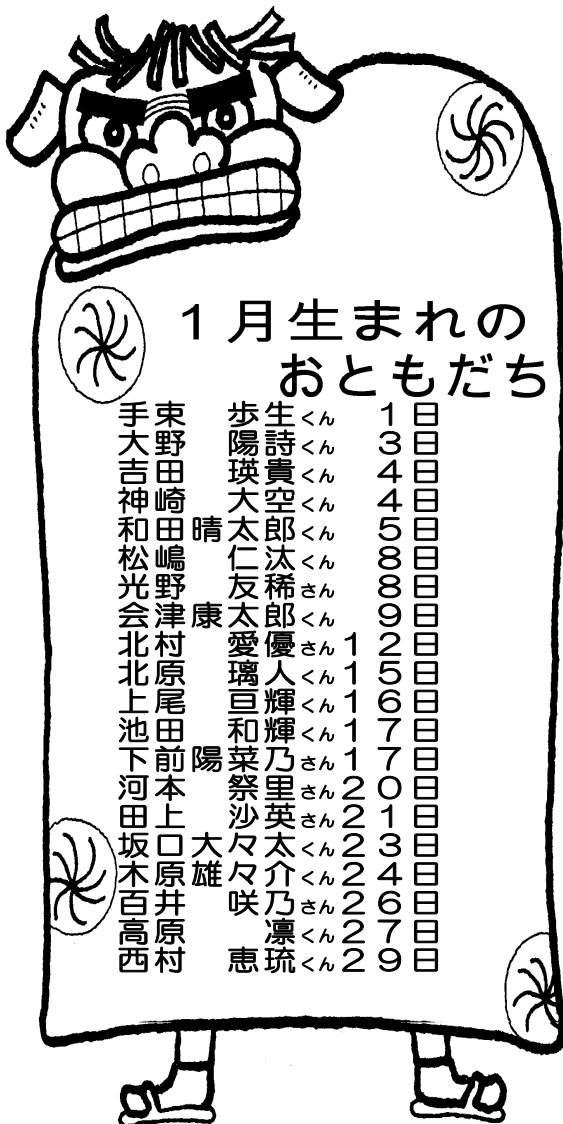 1月生まれの
おともだち
手束 歩生くん 1日
大野 陽詩くん 3日
吉田 瑛貴くん 4日
神崎 大空くん 4日
和田晴太郎くん 5日
松嶋 仁汰くん 8日
光野 友稀さん 8日
会津康太郎くん 9日
北村 愛優さん12日
北原 璃人くん15日
上尾 亘輝くん16日
池田 和輝くん17日
下前陽菜乃さん17日
河本 祭里さん20日
田上 沙英さん21日
坂口大々太くん23日
木原雄々介くん24日
百井 咲乃さん26日
高原 凛くん27日
西村 恵琉くん29日